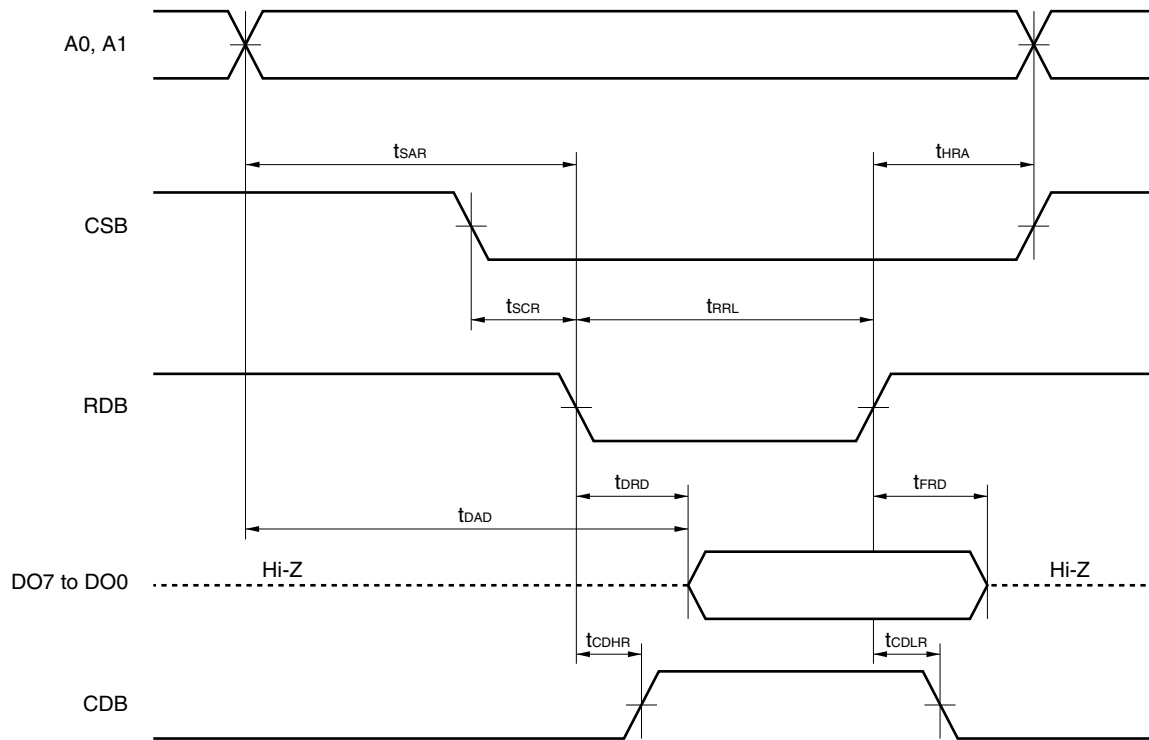 A0, A1
tSAR
tHRA
CSB
tSCR
tRRL
RDB
tDRD
tFRD
tDAD
DO7 to DO0
Hi-Z
Hi-Z
tCDHR
tCDLR
CDB